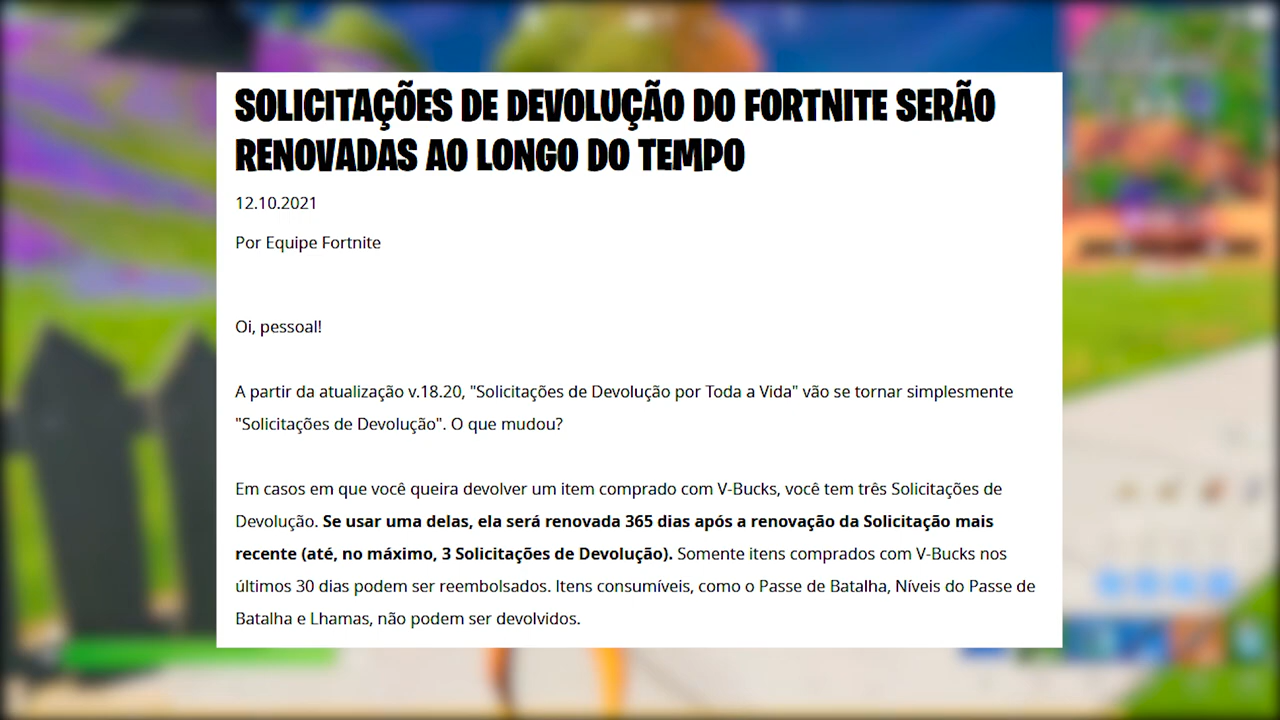 SOLICITAÇÕES DE DEVOLUÇÃO DO FORTNITE SERÃO
RENOVADAS AO LONGO DO TEMPO
12.10.2021
Por Equipe Fortnite
Oi, pessoal!
A partir da atualização v.18.20, "Solicitações de Devolução por Toda a Vida" vão se tornar simplesmente
"Solicitações de Devolução". O que mudou?
Em casos em que você queira devolver um item comprado com V-Bucks, você tem três Solicitações de
Devolução. Se usar uma delas, ela será renovada 365 dias após a renovação da Solicitação mais
recente (até, no máximo, 3 Solicitações de Devolução). Somente itens comprados com V-Bucks nos
últimos 30 dias podem ser reembolsados. Itens consumíveis, como o Passe de Batalha, Níveis do Passe de
Batalha e Lhamas, não podem ser devolvidos.